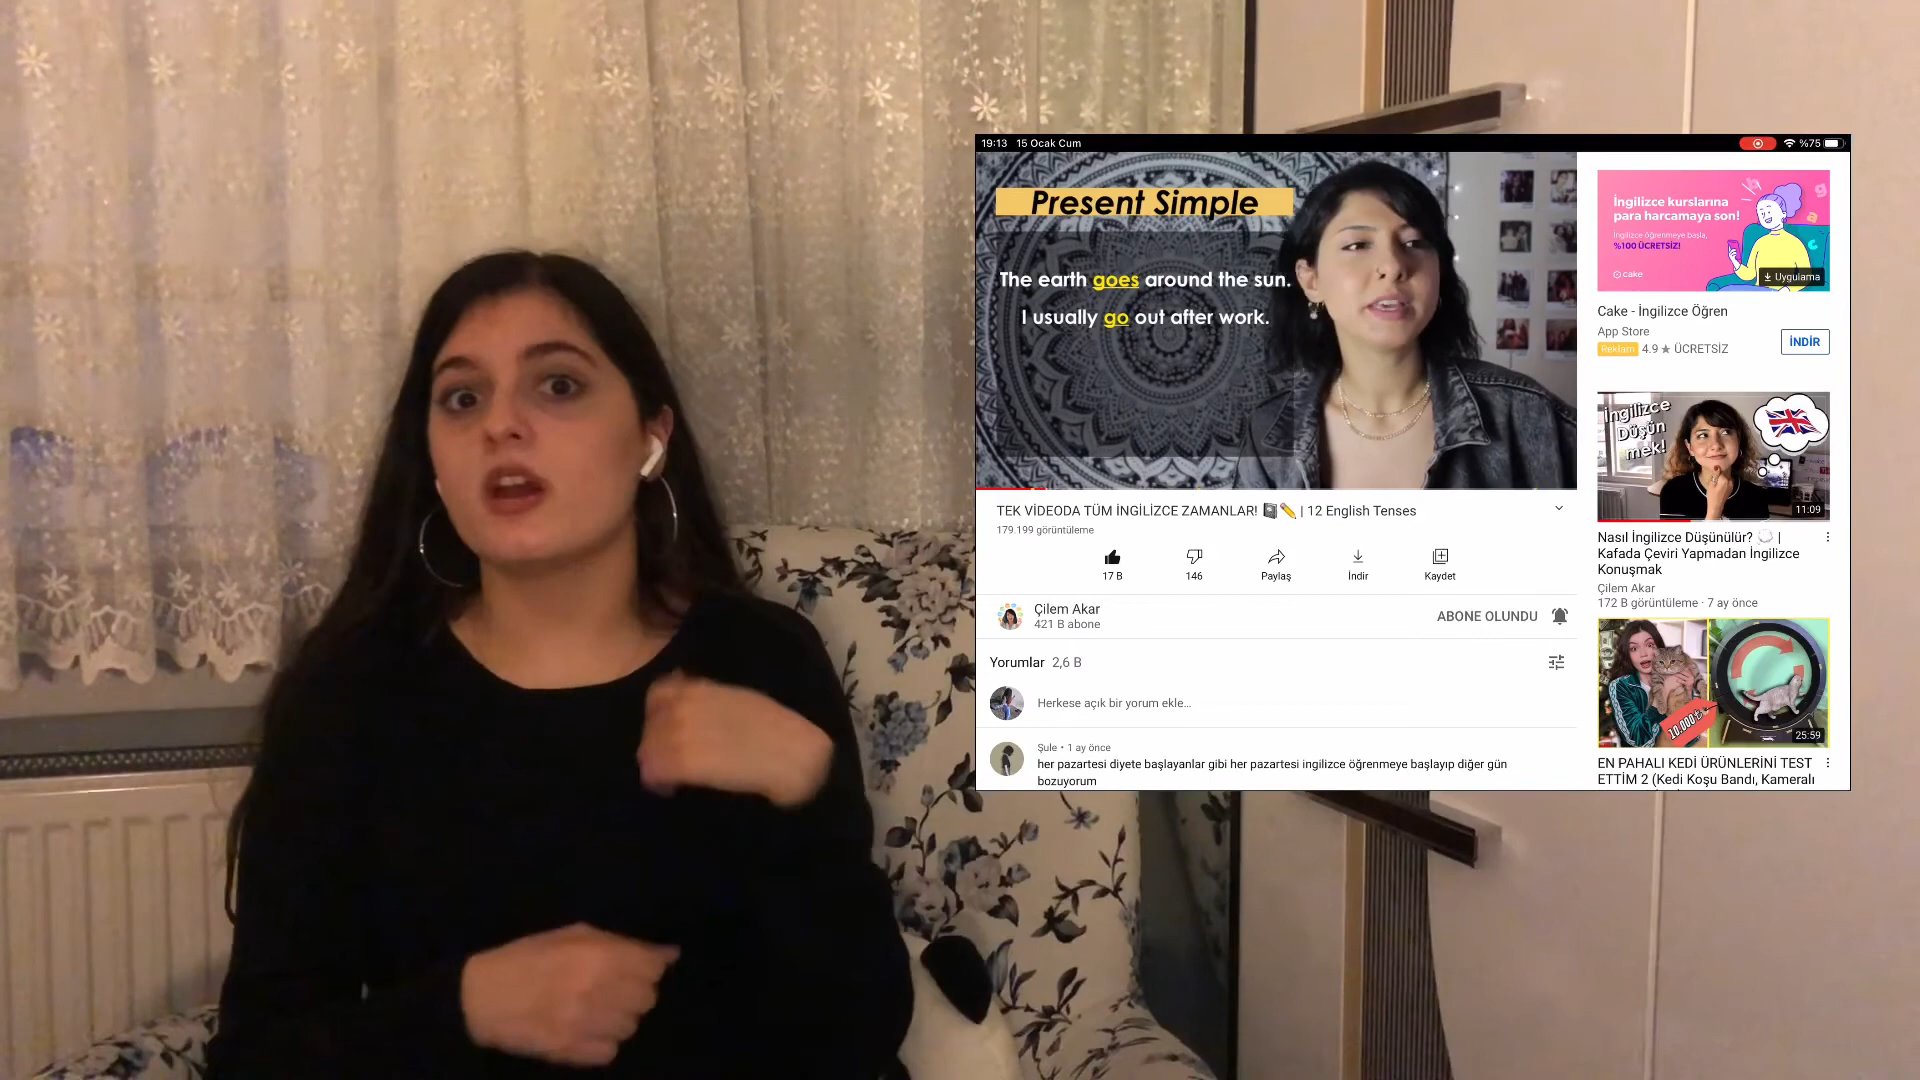 19:13 15 Ocak Cum
%75
Present Simple
The earth goes around the sun.
I usually go out after work.
TEK VİDEODA TÜM İNGİLİZCE ZAMANLAR! 📓✏️ | 12 English Tenses
179.199 görüntüleme
17 B
146
Paylaş
İndir
Kaydet
Çilem Akar
421 B abone
ABONE OLUNDU
Yorumlar 2,6 B
Herkese açık bir yorum ekle...
Şule • 1 ay önce
her pazartesi diyete başlayanlar gibi her pazartesi ingilizce öğrenmeye başlayıp diğer gün
bozuyorum
İngilizce kurslarına
para harcamaya son!
İngilizce öğrenmeye başla,
%100 ÜCRETSİZ!
cake
Uygulama
Cake - İngilizce Öğren
App Store
Reklam 4.9 ★ ÜCRETSİZ
İNDİR
İngilizce
Düşün
mek!
11:09
Nasıl İngilizce Düşünülür? 💭 |
Kafada Çeviri Yapmadan İngilizce
Konuşmak
Çilem Akar
172 B görüntüleme · 7 ay önce
10.000₺
25:59
EN PAHALI KEDİ ÜRÜNLERİNİ TEST
ETTİM 2 (Kedi Koşu Bandı, Kameralı